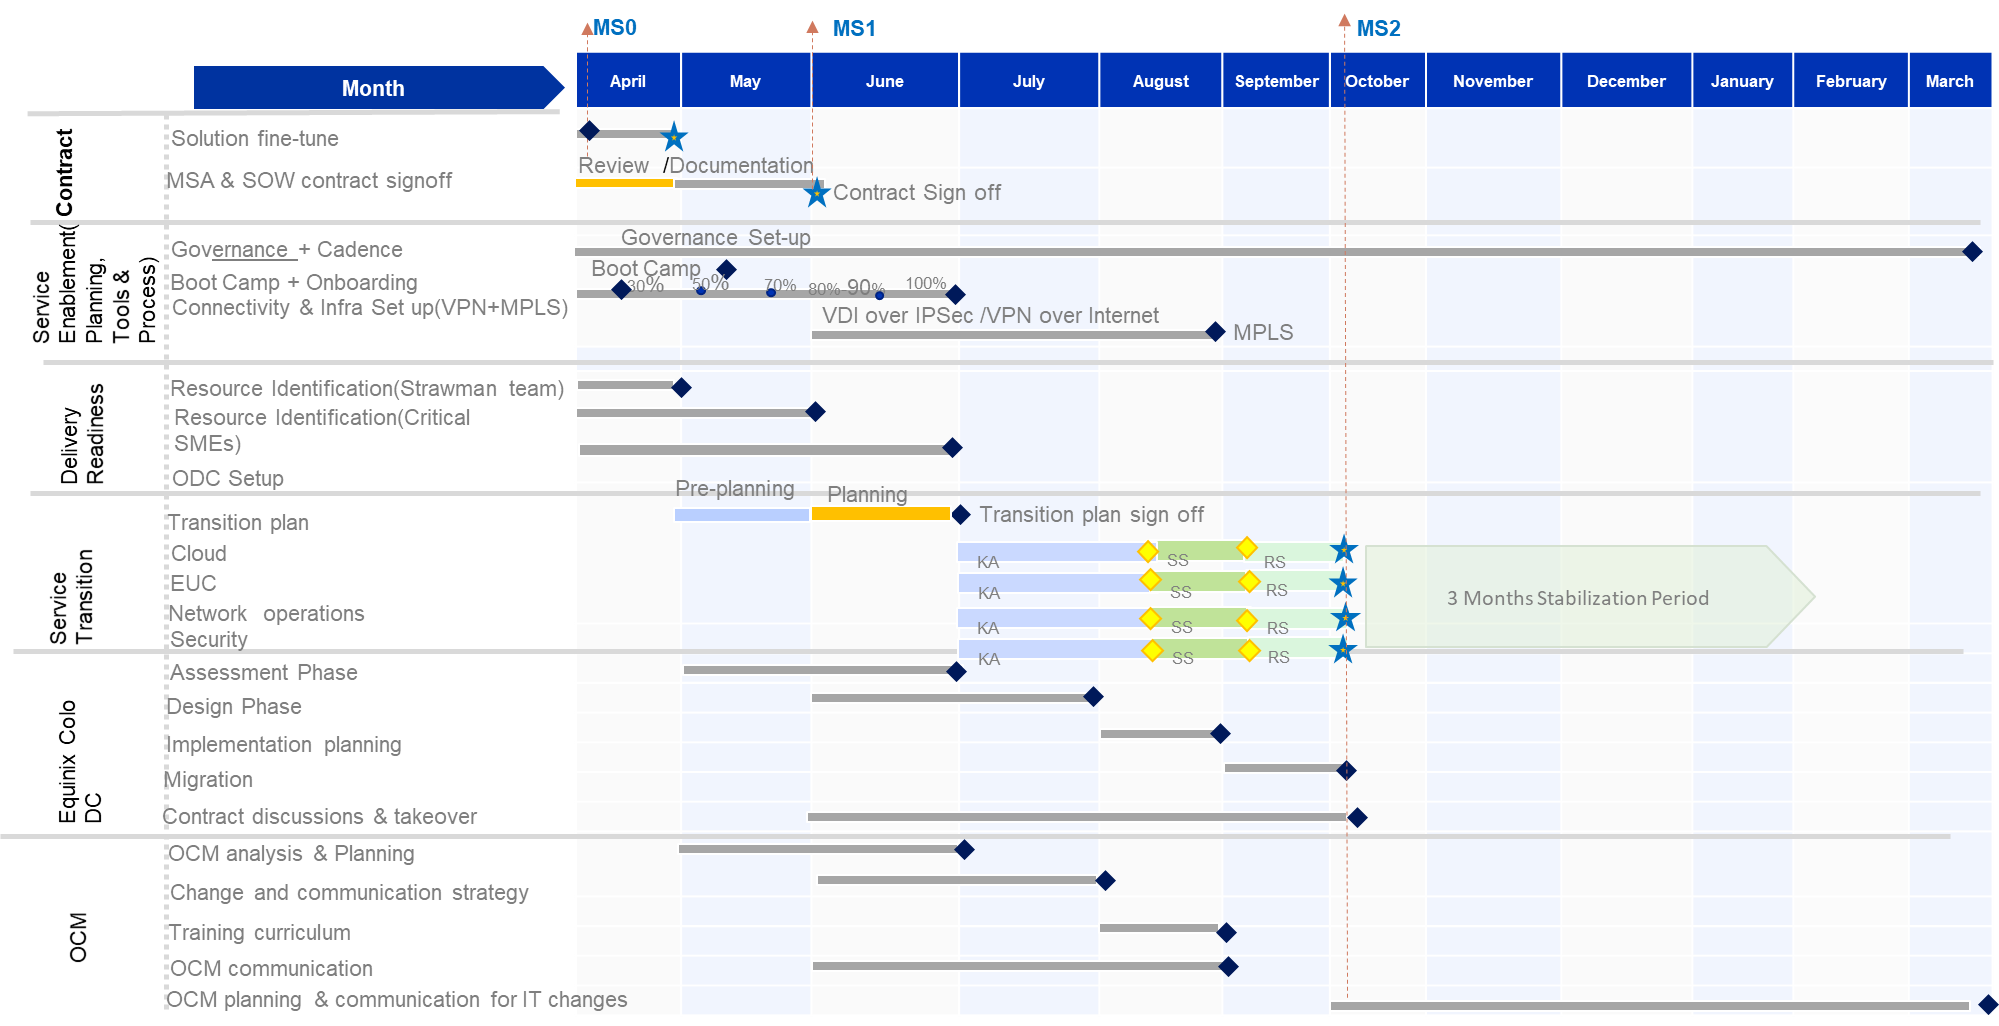 MS0
MS1
MS2
Month
April
May
June
July
August
September
October
November
December
January
February
March
Contract
Solution fine-tune
Review /Documentation
MSA & SOW contract signoff
Contract Sign off
Service
Enablement(
Planning,
Tools &
Process)
Governance + Cadence
Governance Set-up
Boot Camp
Boot Camp + Onboarding
30%
50%
70%
80%-90%
100%
Connectivity & Infra Set up(VPN+MPLS)
VDI over IPSec /VPN over Internet
MPLS
Delivery
Readiness
Resource Identification(Strawman team)
Resource Identification(Critical
SMEs)
ODC Setup
Service
Transition
Pre-planning
Planning
Transition plan
Transition plan sign off
Cloud
KA
SS
RS
EUC
KA
SS
RS
3 Months Stabilization Period
Network operations
KA
SS
RS
Security
KA
SS
RS
Equinix Colo
DC
Assessment Phase
Design Phase
Implementation planning
Migration
Contract discussions & takeover
OCM
OCM analysis & Planning
Change and communication strategy
Training curriculum
OCM communication
OCM planning & communication for IT changes